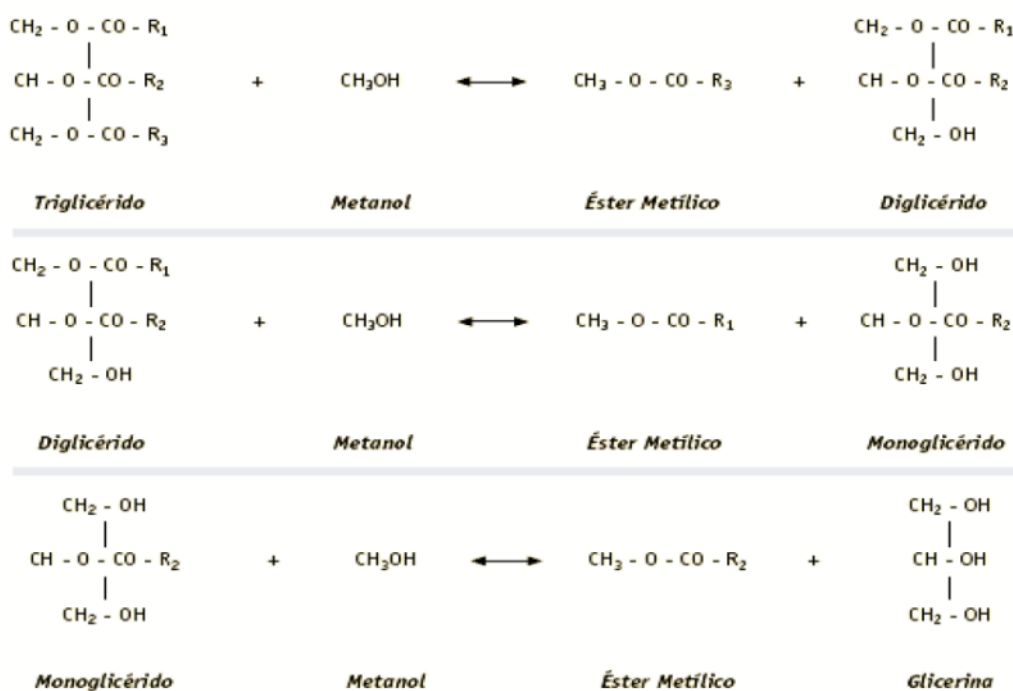 CH₂ - O - CO - R₁ CH₂ - O - CO - R₁
CH - O - CO - R₂ + CH₃OH ⟷ CH₃ - O - CO - R₃ + CH - O - CO - R₂
CH₂ - O - CO - R₃ CH₂ - OH
Triglicérido Metanol Éster Metílico Diglicérido
CH₂ - O - CO - R₁ CH₂ - OH
CH - O - CO - R₂ + CH₃OH ⟷ CH₃ - O - CO - R₁ + CH - O - CO - R₂
CH₂ - OH CH₂ - OH
Diglicérido Metanol Éster Metílico Monoglicérido
CH₂ - OH CH₂ - OH
CH - O - CO - R₂ + CH₃OH ⟷ CH₃ - O - CO - R₂ + CH - OH
CH₂ - OH CH₂ - OH
Monoglicérido Metanol Éster Metílico Glicerina